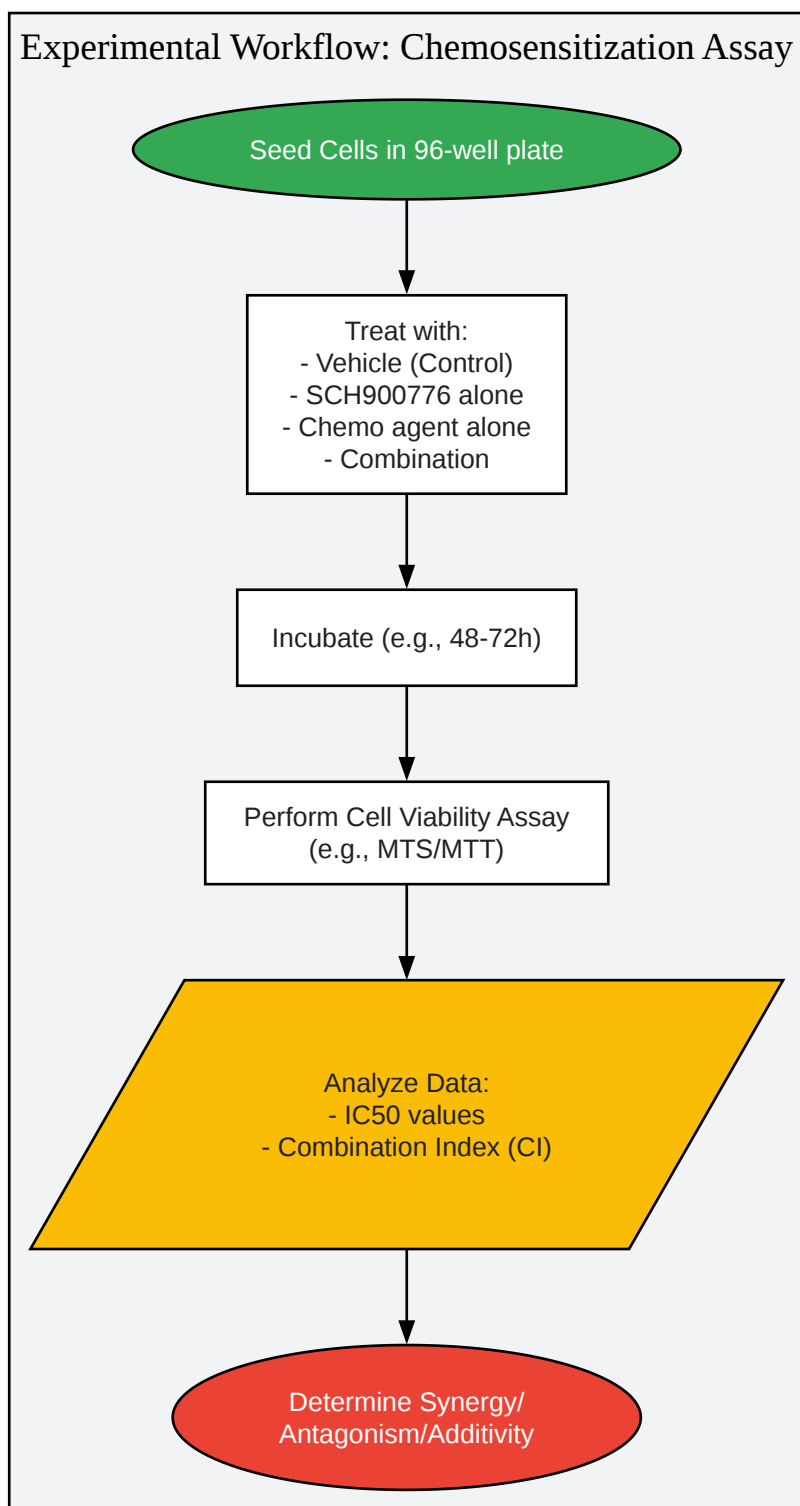 Experimental Workflow: Chemosensitization Assay
Seed Cells in 96-well plate
Treat with:
- Vehicle (Control)
- SCH900776 alone
- Chemo agent alone
- Combination
Incubate (e.g., 48-72h)
Perform Cell Viability Assay
(e.g., MTS/MTT)
Analyze Data:
- IC50 values
- Combination Index (CI)
Determine Synergy/
Antagonism/Additivity